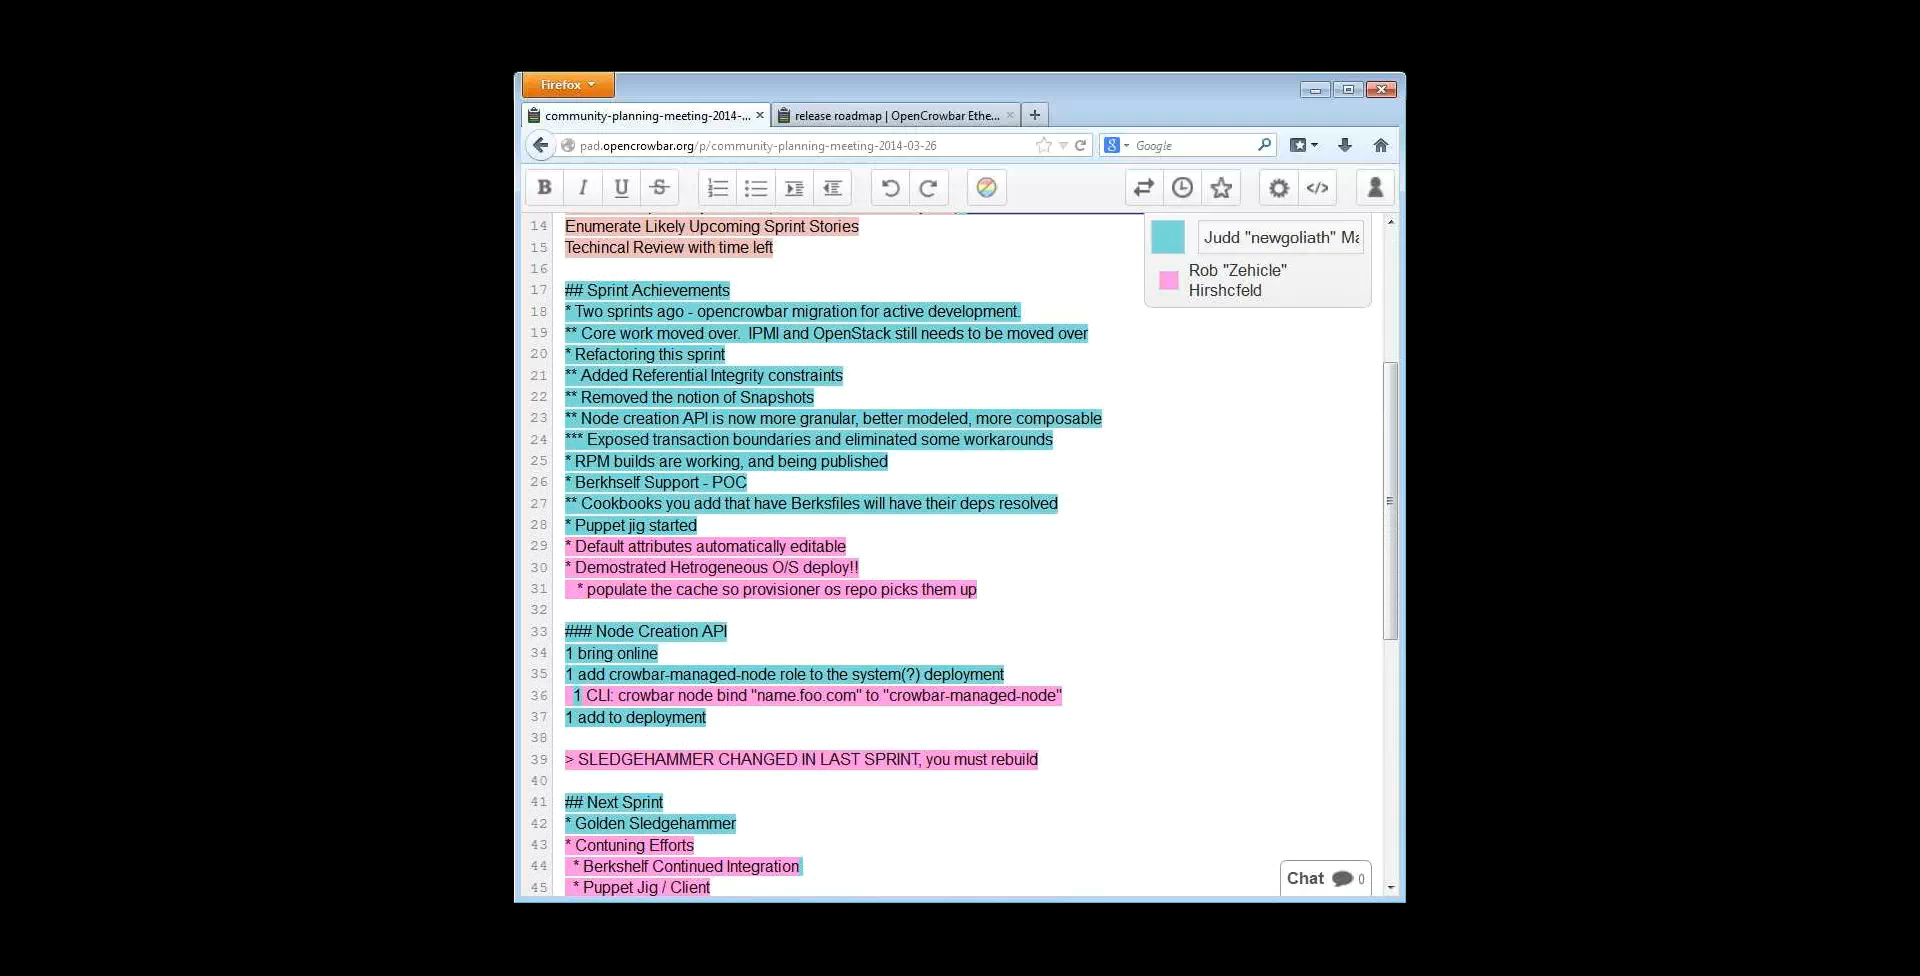 Firefox
community-planning-meeting-2014-...
release roadmap | OpenCrowbar Ethe...
pad.opencrowbar.org/p/community-planning-meeting-2014-03-26
8
Google
B I U S
</>
14 Enumerate Likely Upcoming Sprint Stories
15 Techincal Review with time left
16
17 ## Sprint Achievements
18 * Two sprints ago - opencrowbar migration for active development.
19 ** Core work moved over.  IPMI and OpenStack still needs to be moved over
20 * Refactoring this sprint
21 ** Added Referential Integrity constraints
22 ** Removed the notion of Snapshots
23 ** Node creation API is now more granular, better modeled, more composable
24 *** Exposed transaction boundaries and eliminated some workarounds
25 * RPM builds are working, and being published
26 * Berkhself Support - POC
27 ** Cookbooks you add that have Berksfiles will have their deps resolved
28 * Puppet jig started
29 * Default attributes automatically editable
30 * Demostrated Hetrogeneous O/S deploy!!
31 * populate the cache so provisioner os repo picks them up
32
33 ### Node Creation API
34 1 bring online
35 1 add crowbar-managed-node role to the system(?) deployment
36 1 CLI: crowbar node bind "name.foo.com" to "crowbar-managed-node"
37 1 add to deployment
38
39 > SLEDGEHAMMER CHANGED IN LAST SPRINT, you must rebuild
40
41 ## Next Sprint
42 * Golden Sledgehammer
43 * Contuning Efforts
44 * Berkshelf Continued Integration
45 * Puppet Jig / Client
Judd "newgoliath" Ma
Rob "Zehicle"
Hirshcfeld
Chat 0